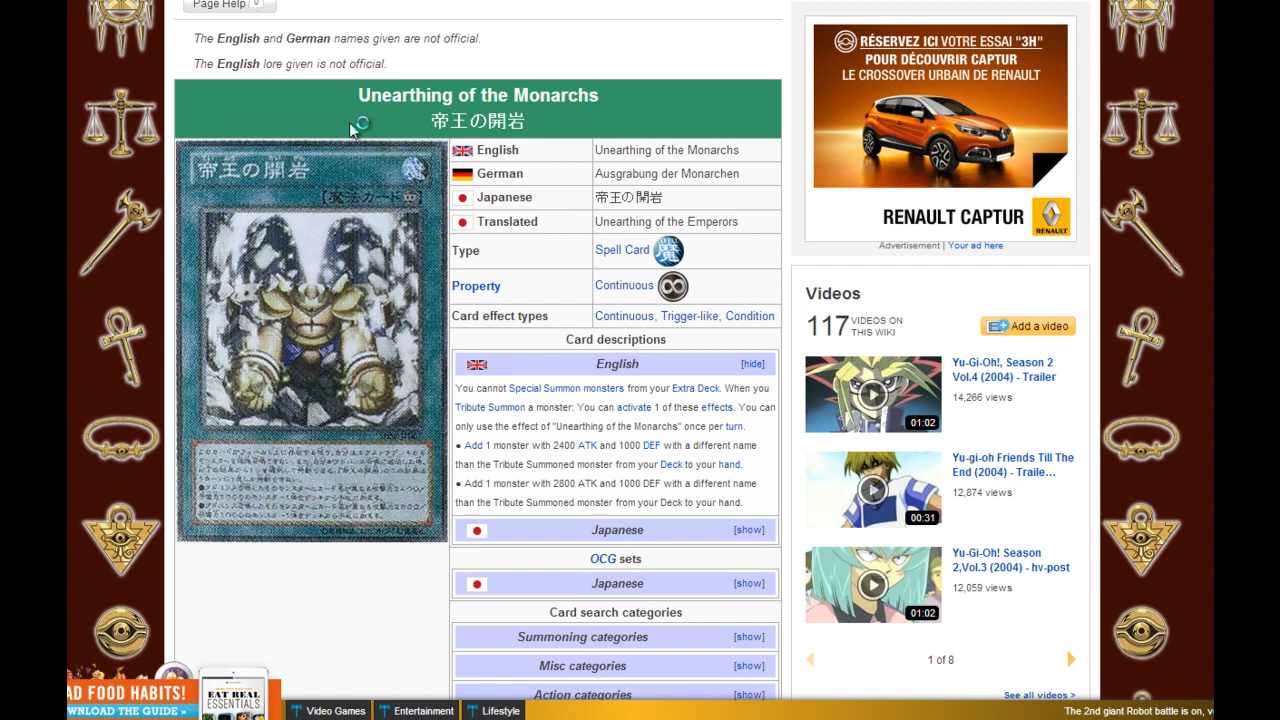 Page Help 0
The English and German names given are not official.
The English lore given is not official.
Unearthing of the Monarchs
帝王の開岩
帝王の開岩
【魔法カード
English Unearthing of the Monarchs
German Ausgrabung der Monarchen
Japanese 帝王の開岩
Translated Unearthing of the Emperors
Type Spell Card 魔
Property Continuous
Card effect types Continuous, Trigger-like, Condition
Card descriptions
English [hide]
You cannot Special Summon monsters from your Extra Deck. When you
Tribute Summon a monster: You can activate 1 of these effects. You can
only use the effect of "Unearthing of the Monarchs" once per turn.
● Add 1 monster with 2400 ATK and 1000 DEF with a different name
than the Tribute Summoned monster from your Deck to your hand.
● Add 1 monster with 2800 ATK and 1000 DEF with a different name
than the Tribute Summoned monster from your Deck to your hand.
Japanese [show]
OCG sets
Japanese [show]
Card search categories
Summoning categories [show]
Misc categories [show]
Action categories [show]
RÉSERVEZ ICI VOTRE ESSAI "3H"
POUR DÉCOUVRIR CAPTUR
LE CROSSOVER URBAIN DE RENAULT
RENAULT CAPTUR
RENAULT
Advertisement | Your ad here
Videos
117 VIDEOS ON
THIS WIKI
Add a video
Yu-Gi-Oh!, Season 2
Vol.4 (2004) - Trailer
14,266 views
01:02
Yu-gi-oh Friends Till The
End (2004) - Traile...
12,874 views
00:31
Yu-Gi-Oh! Season
2,Vol.3 (2004) - hv-post
12,059 views
01:02
1 of 8
See all videos >
AD FOOD HABITS!
WNLOAD THE GUIDE »
EAT REAL
ESSENTIALS
Video Games
Entertainment
Lifestyle
The 2nd giant Robot battle is on, v